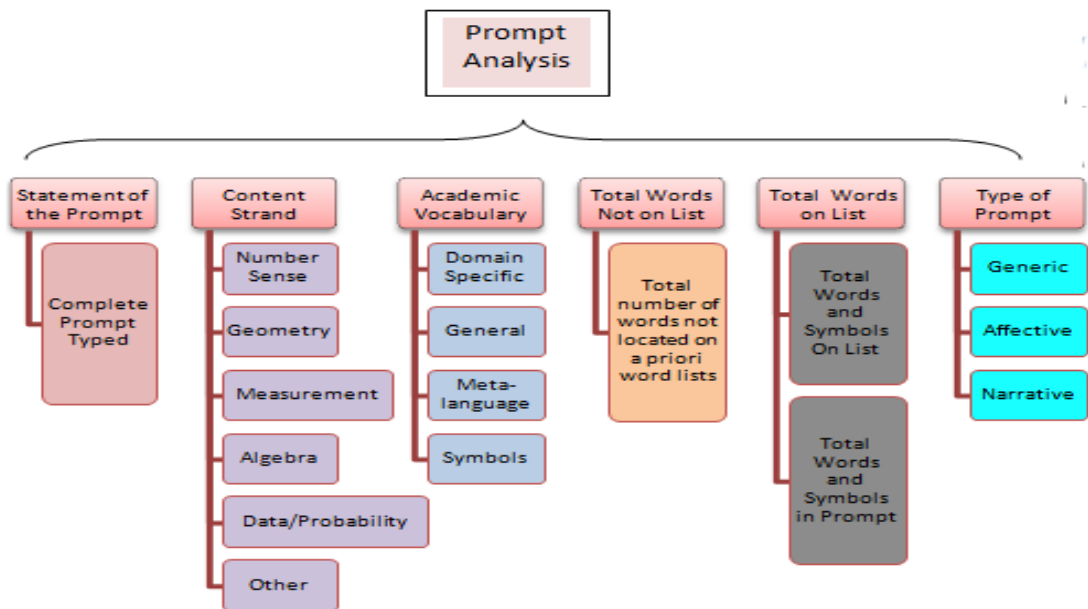 Prompt
Analysis
Statement of
the Prompt
Complete
Prompt
Typed
Content
Strand
Number
Sense
Geometry
Measurement
Algebra
Data/Probability
Other
Academic
Vocabulary
Domain
Specific
General
Meta-
language
Symbols
Total Words
Not on List
Total
number of
words not
located on
a priori
word lists
Total Words
on List
Total
Words
and
Symbols
On List
Total
Words
and
Symbols
in Prompt
Type of
Prompt
Generic
Affective
Narrative